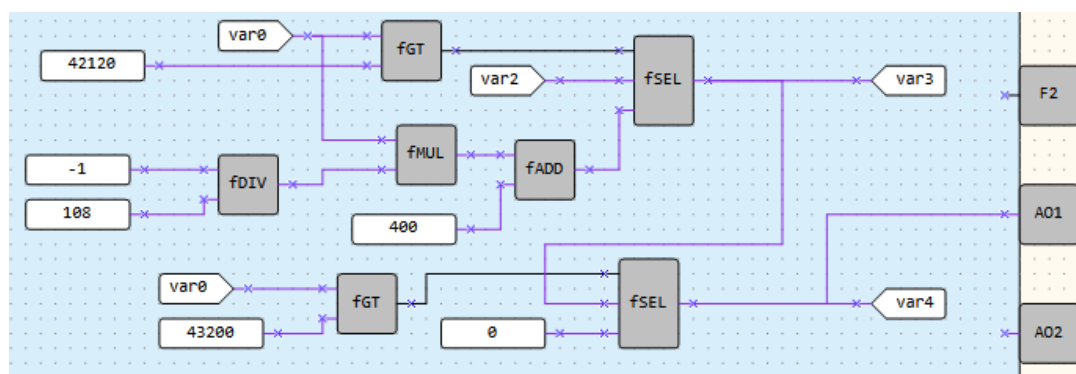 var0
fGT
42120
var2
fSEL
var3
F2
-1
fDIV
fMUL
fADD
108
400
AO1
var0
fGT
fSEL
var4
43200
0
AO2